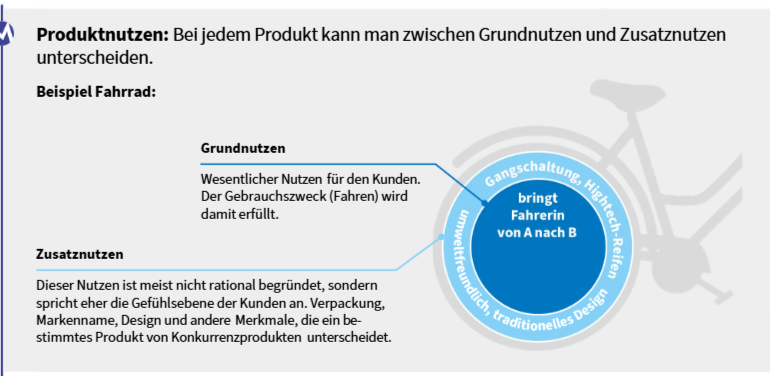 M
Produktnutzen: Bei jedem Produkt kann man zwischen Grundnutzen und Zusatznutzen
unterscheiden.
Beispiel Fahrrad:
Grundnutzen
Wesentlicher Nutzen für den Kunden.
Der Gebrauchszweck (Fahren) wird
damit erfüllt.
Zusatznutzen
Dieser Nutzen ist meist nicht rational begründet, sondern
spricht eher die Gefühlsebene der Kunden an. Verpackung,
Markenname, Design und andere Merkmale, die ein be-
stimmtes Produkt von Konkurrenzprodukten unterscheidet.
Gangschaltung, Hightech-Reifen
bringt
Fahrerin
von A nach B
umweltfreundlich, traditionelles Design